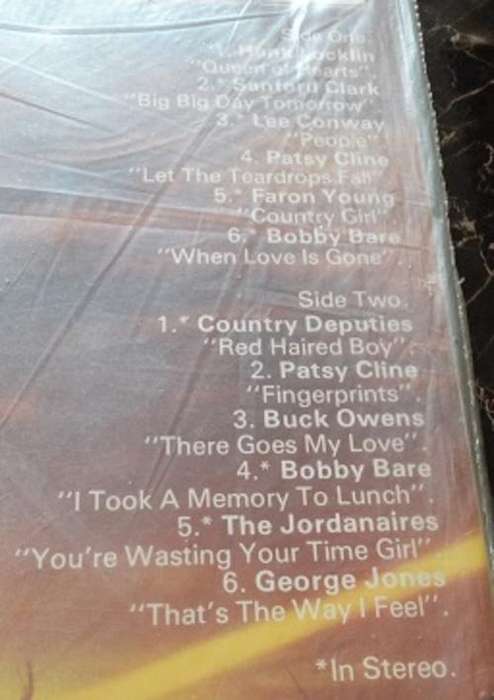 Side One.
1. Hank Locklin
"Queen of Hearts".
2.* Sanford Clark
"Big Big Day Tomorrow"
3.* Lee Conway
"People"
4. Patsy Cline
"Let The Teardrops Fall"
5.* Faron Young
"Country Girl"
6.* Bobby Bare
"When Love Is Gone".
Side Two.
1.* Country Deputies
"Red Haired Boy".
2. Patsy Cline
"Fingerprints".
3. Buck Owens
"There Goes My Love".
4.* Bobby Bare
"I Took A Memory To Lunch".
5.* The Jordanaires
"You're Wasting Your Time Girl"
6. George Jones
"That's The Way I Feel".
*In Stereo.